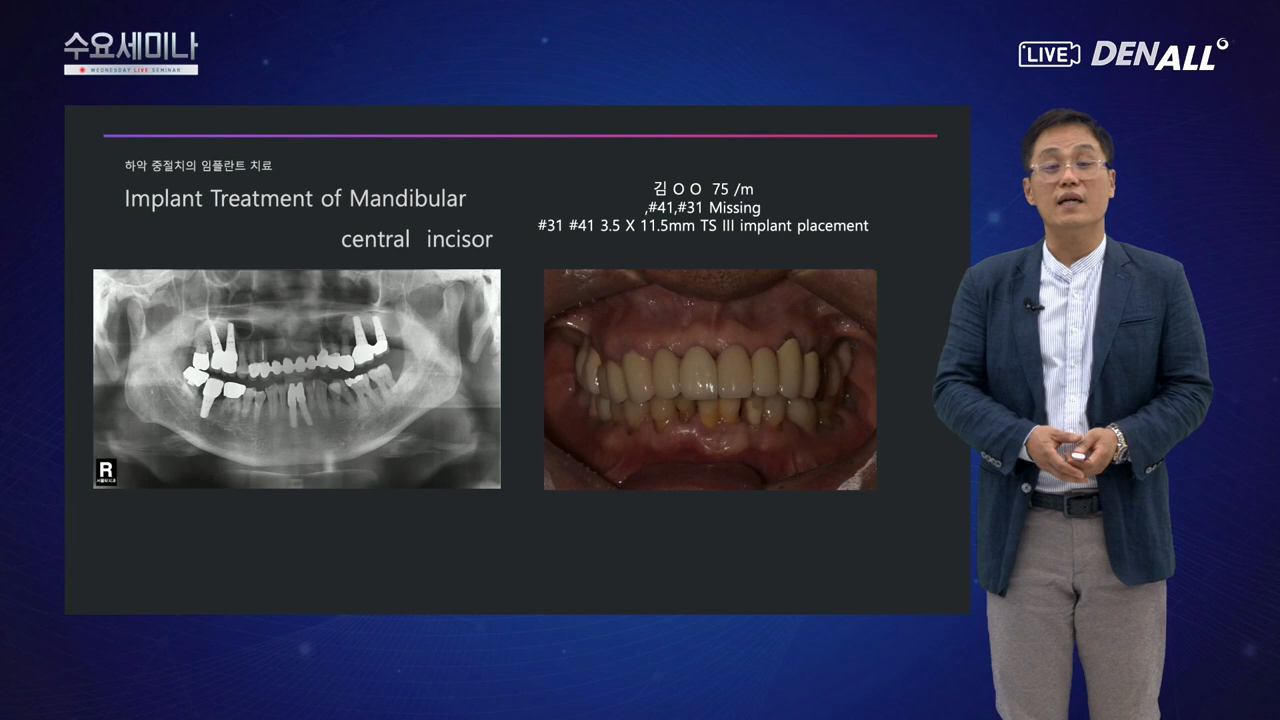 수요세미나
WEDNESDAY LIVE SEMINAR
LIVE
DENALL
하악 중절치의 임플란트 치료
Implant Treatment of Mandibular
central incisor
김 O O 75 /m
,#41,#31 Missing
#31 #41 3.5 X 11.5mm TS III implant placement
R